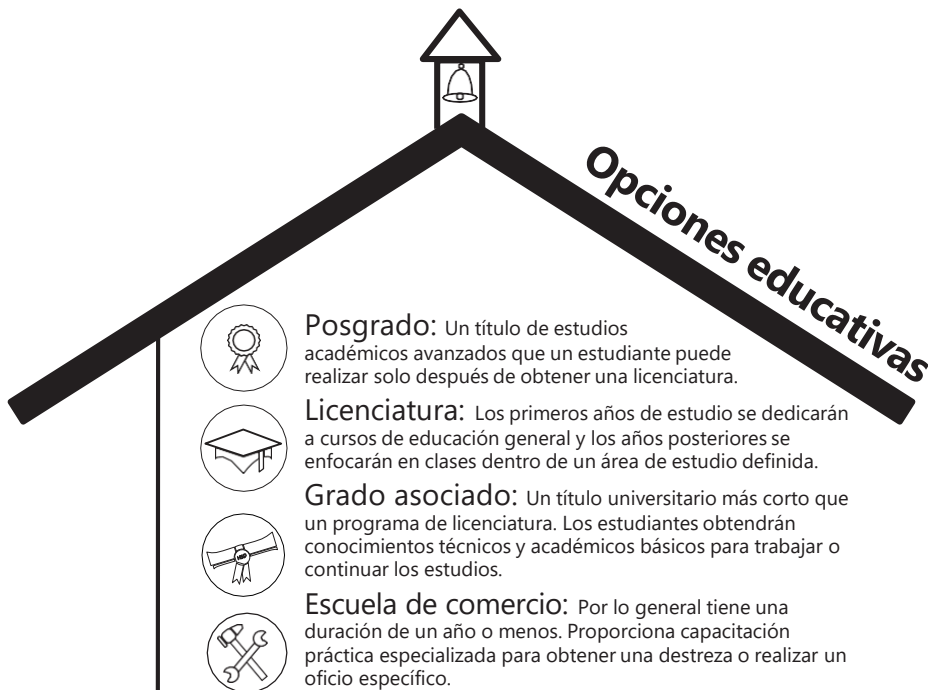 Opciones educativas
Posgrado: Un título de estudios
académicos avanzados que un estudiante puede
realizar solo después de obtener una licenciatura.
Licenciatura: Los primeros años de estudio se dedicarán
a cursos de educación general y los años posteriores se
enfocarán en clases dentro de un área de estudio definida.
Grado asociado: Un título universitario más corto que
un programa de licenciatura. Los estudiantes obtendrán
conocimientos técnicos y académicos básicos para trabajar o
continuar los estudios.
Escuela de comercio: Por lo general tiene una
duración de un año o menos. Proporciona capacitación
práctica especializada para obtener una destreza o realizar un
oficio específico.